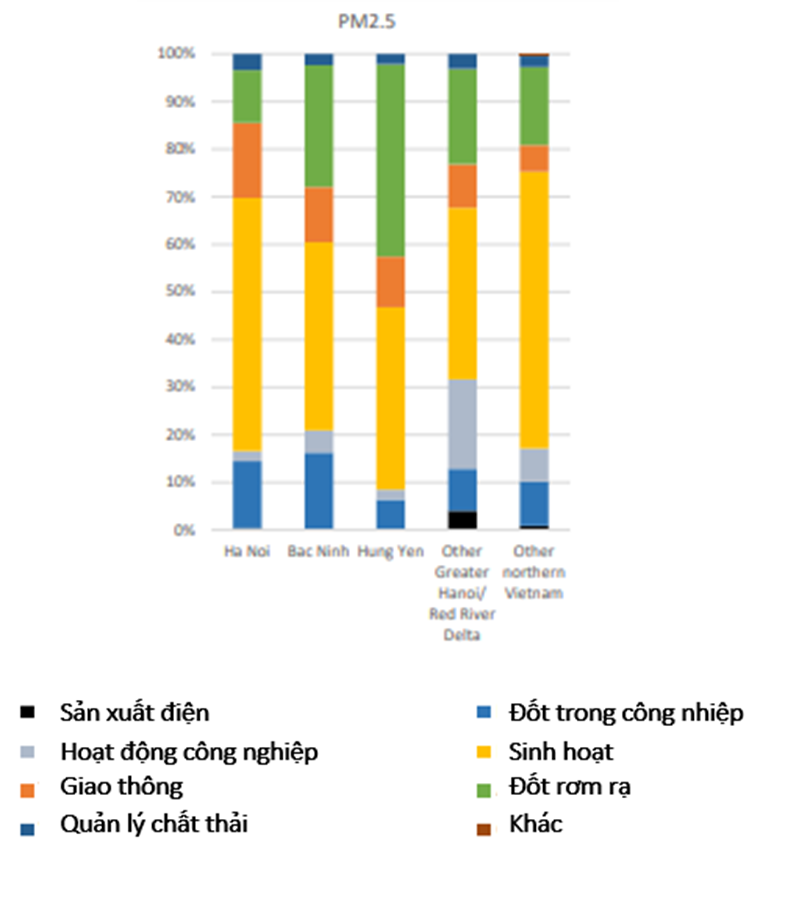 PM2.5
100%
90%
80%
70%
60%
50%
40%
30%
20%
10%
0%
Ha Noi
Bac Ninh
Hung Yen
Other
Greater
Hanoi/
Red River
Delta
Other
northern
Vietnam
Sản xuất điện
Đốt trong công nhiệp
Hoạt động công nghiệp
Sinh hoạt
Giao thông
Đốt rơm rạ
Quản lý chất thải
Khác